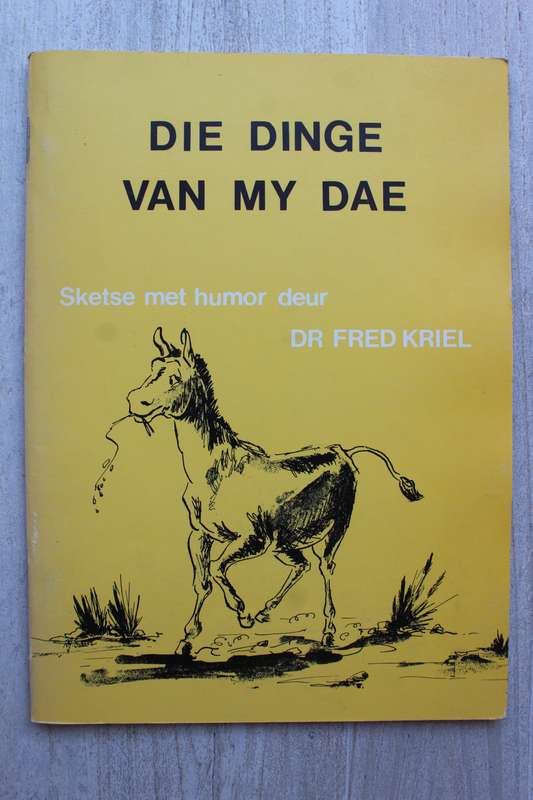 DIE DINGE
VAN MY DAE
Sketse met humor deur
DR FRED KRIEL